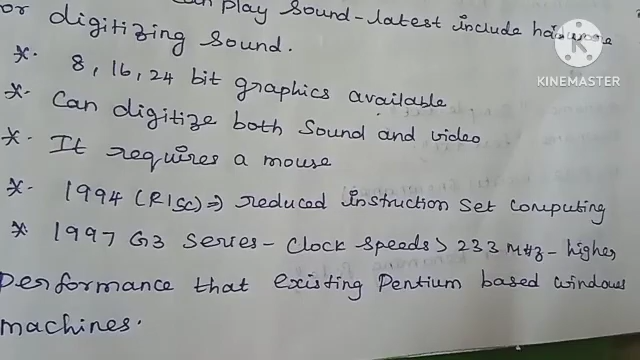 can play sound-latest include hardware
or digitizing sound.
*. 8, 16, 24 bit graphics available
*. Can digitize both sound and video
*. It requires a mouse
*. 1994 (RISC) => reduced instruction set computing
*. 1997 G3 series - clock speeds > 233 MHz - higher
performance that existing Pentium based windows
machines.
KINEMASTER